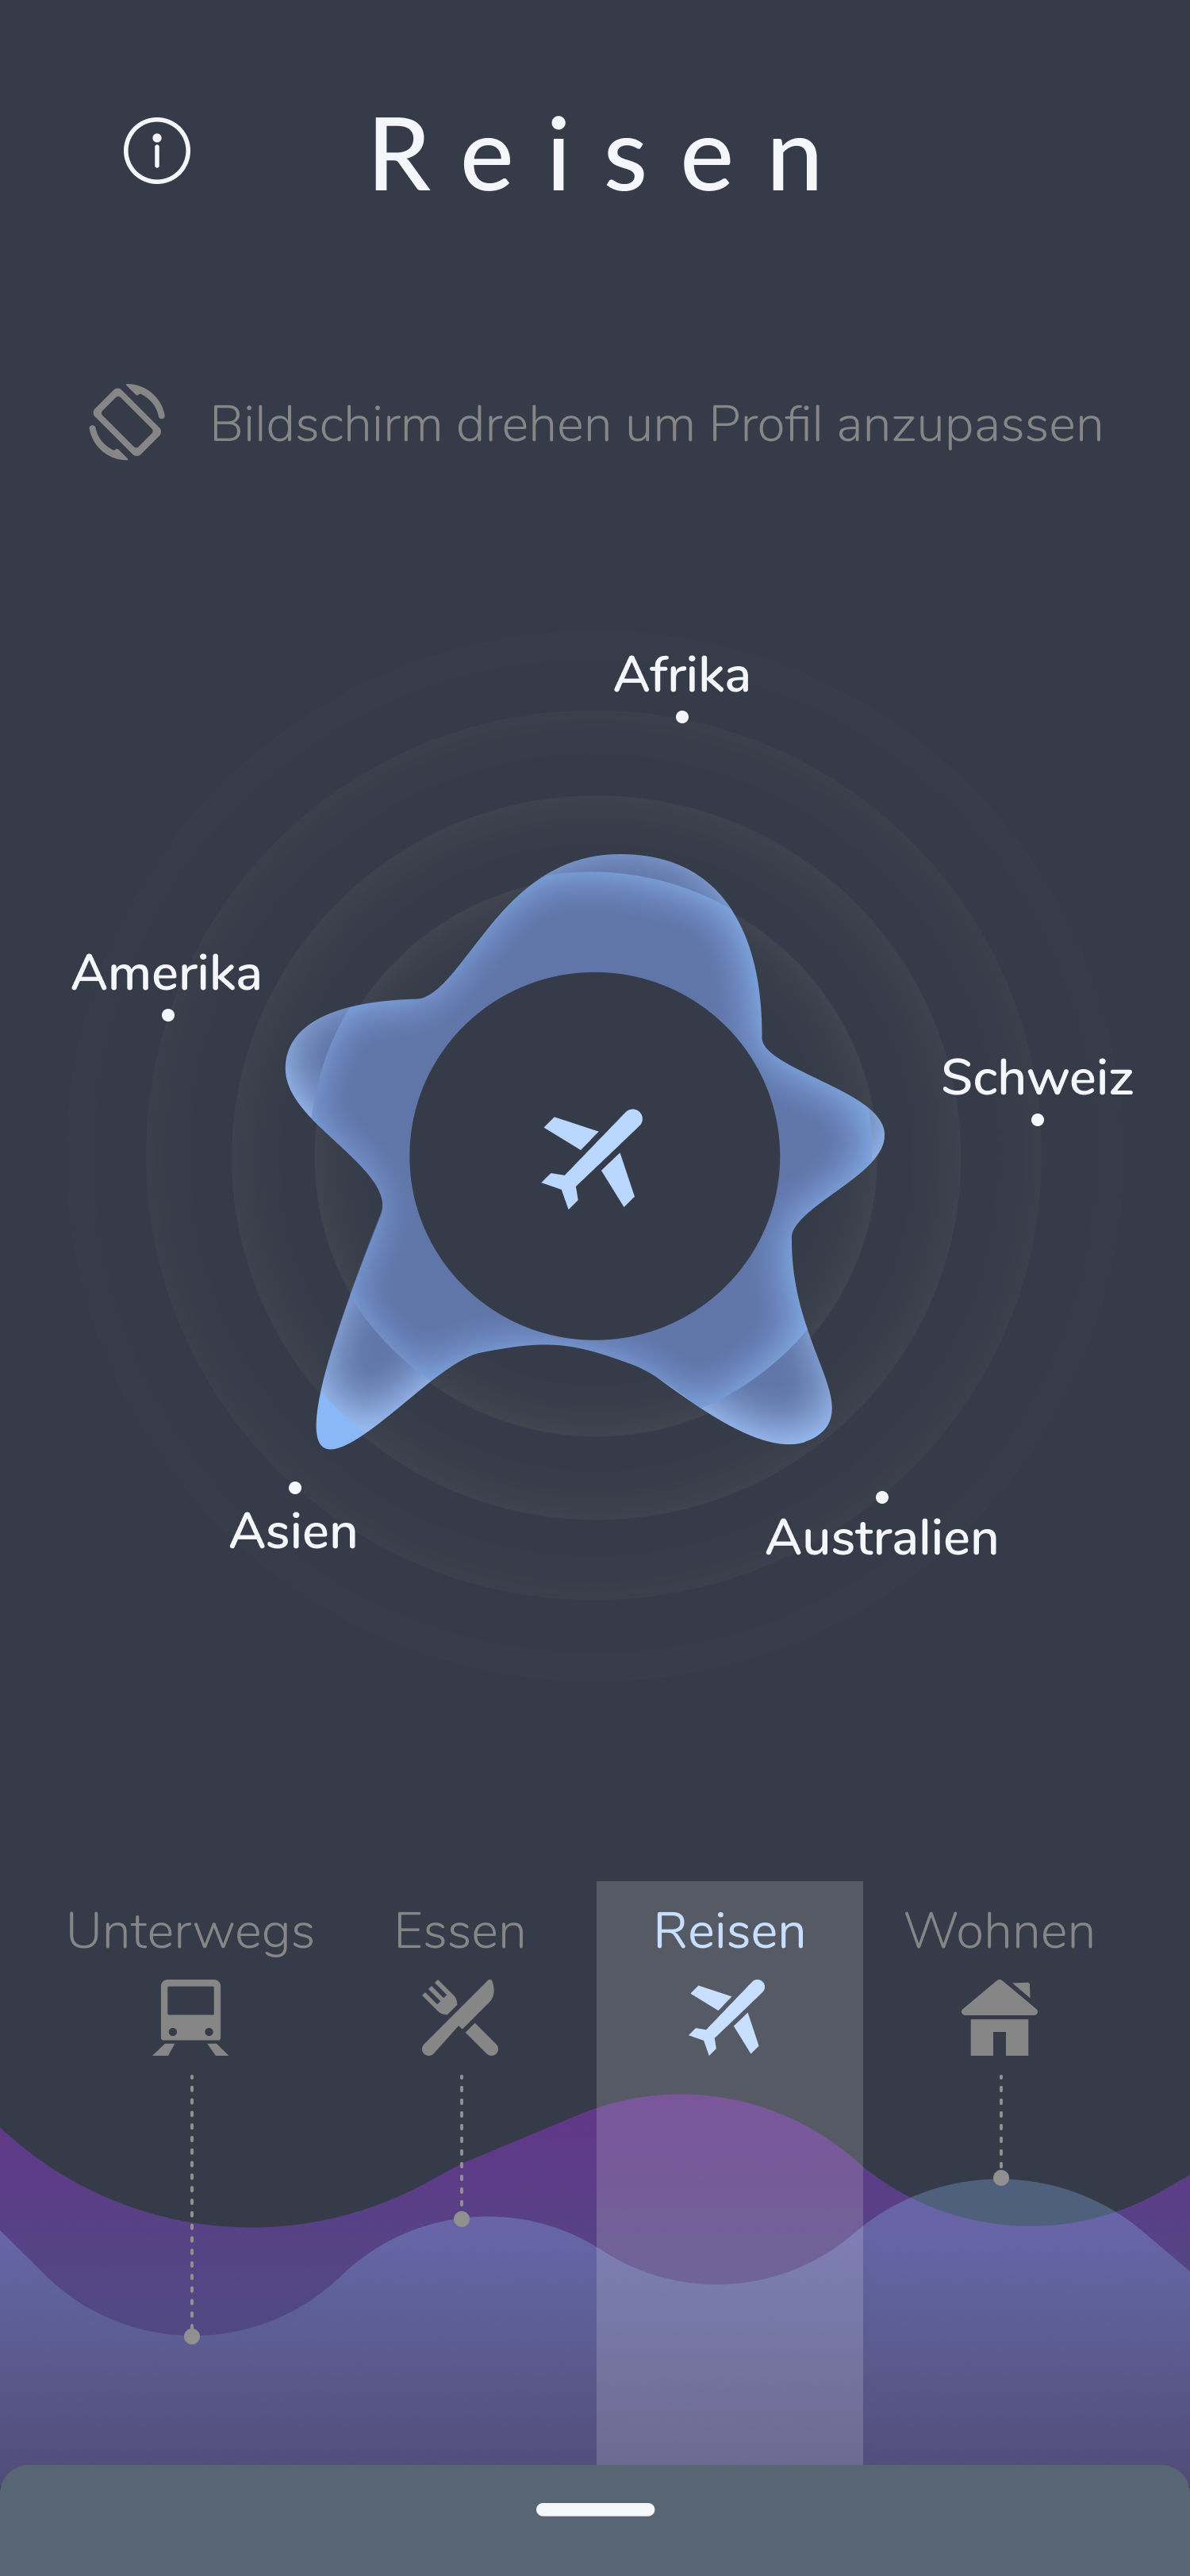 Reisen
Bildschirm drehen um Profil anzupassen
Afrika
Amerika
Schweiz
Asien
Australien
Unterwegs
Essen
Reisen
Wohnen